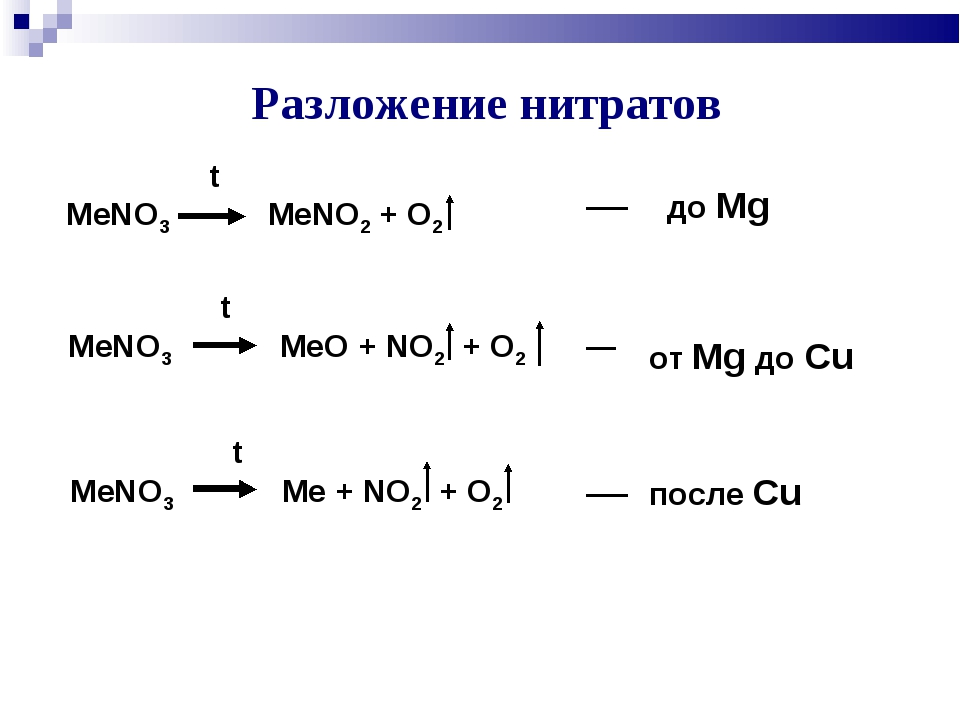 Разложение нитратов
t
MeNO₃ → MeNO₂ + O₂↑ — до Mg
t
MeNO₃ → MeO + NO₂↑ + O₂↑ — от Mg до Cu
t
MeNO₃ → Me + NO₂↑ + O₂↑ — после Cu